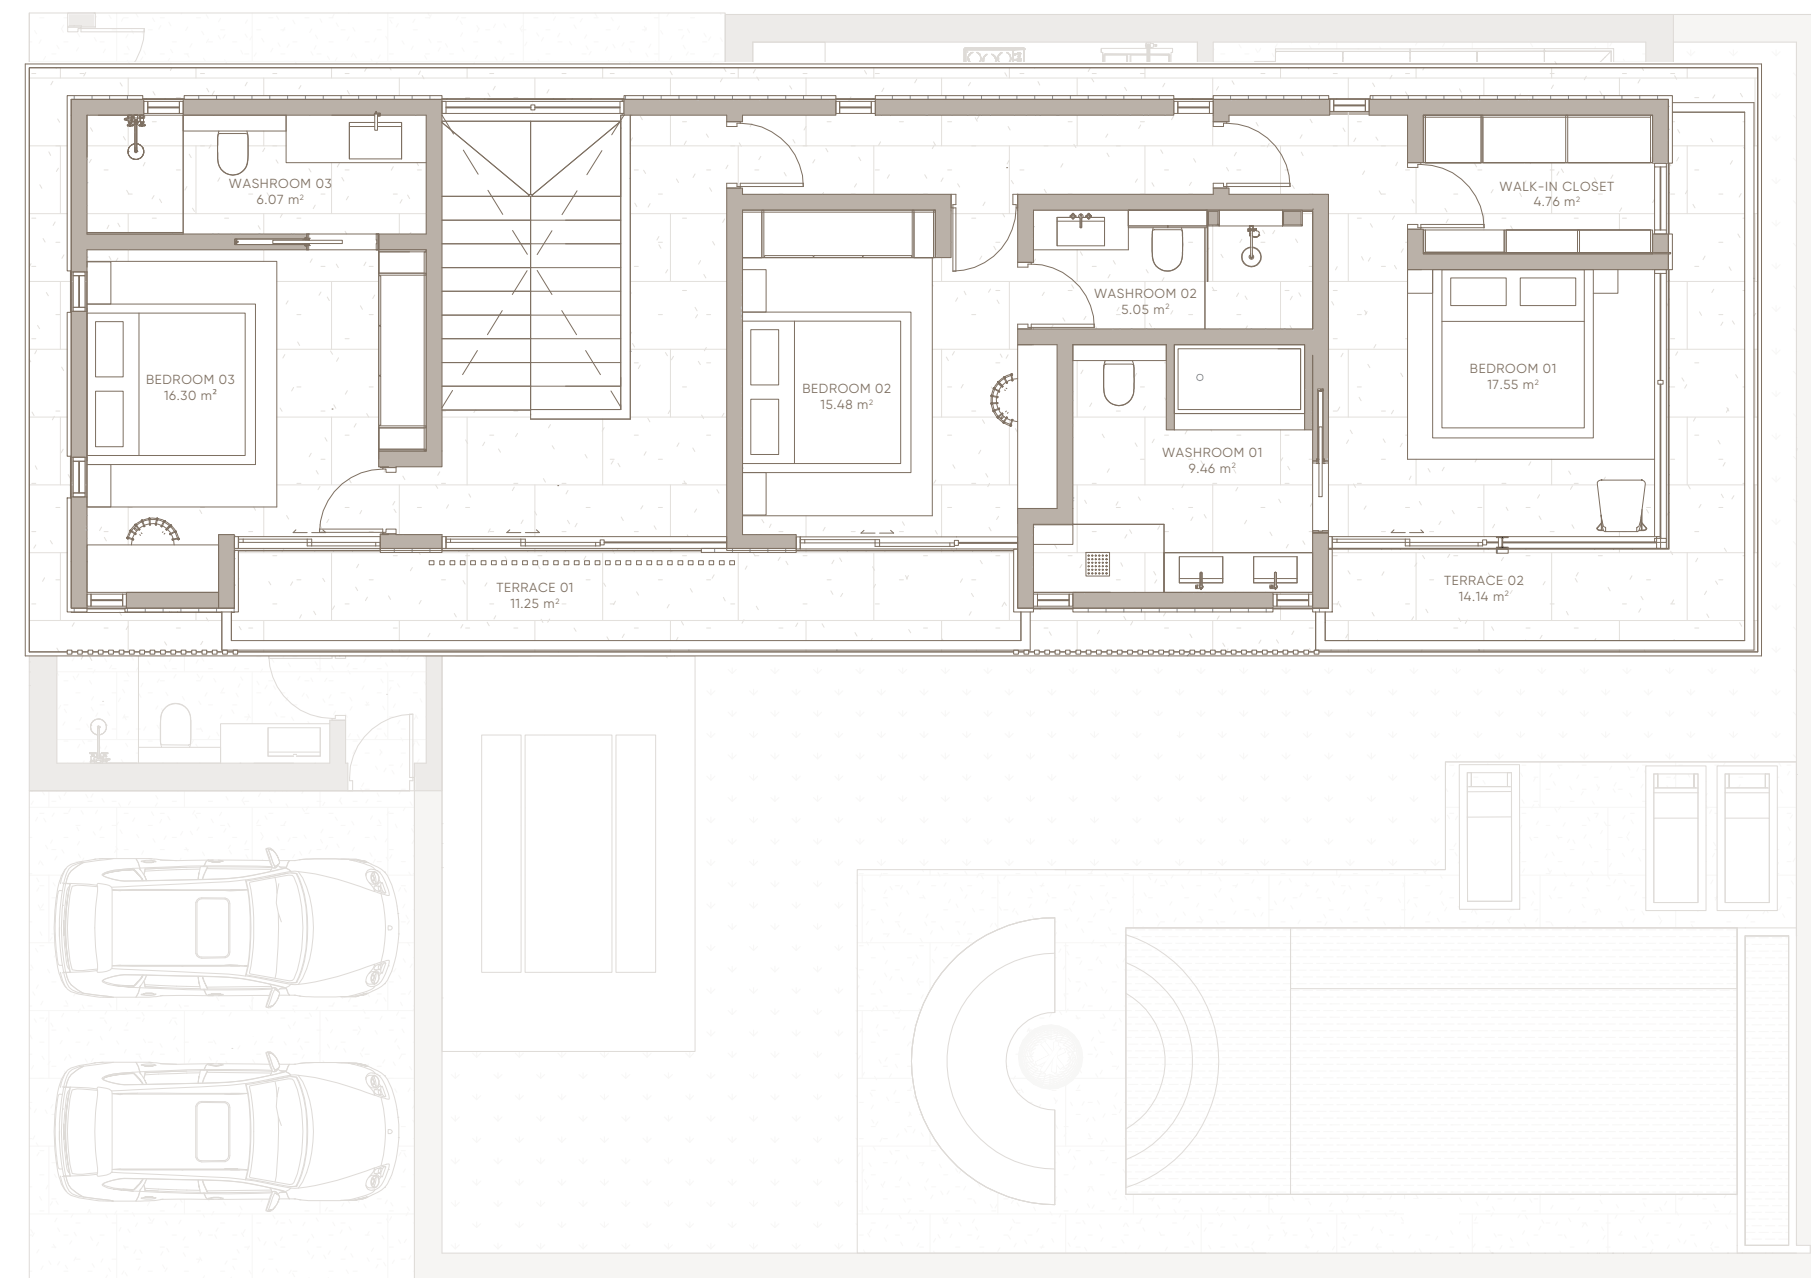 WASHROOM 03
6.07 m²
WALK-IN CLOSET
4.76 m²
WASHROOM 02
5.05 m²
BEDROOM 03
16.30 m²
BEDROOM 02
15.48 m²
BEDROOM 01
17.55 m²
WASHROOM 01
9.46 m²
TERRACE 01
11.25 m²
TERRACE 02
14.14 m²